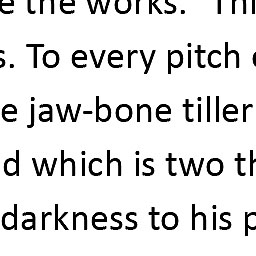 e the works."
s. To every pitch
e jaw-bone tiller
d which is two
darkness to his